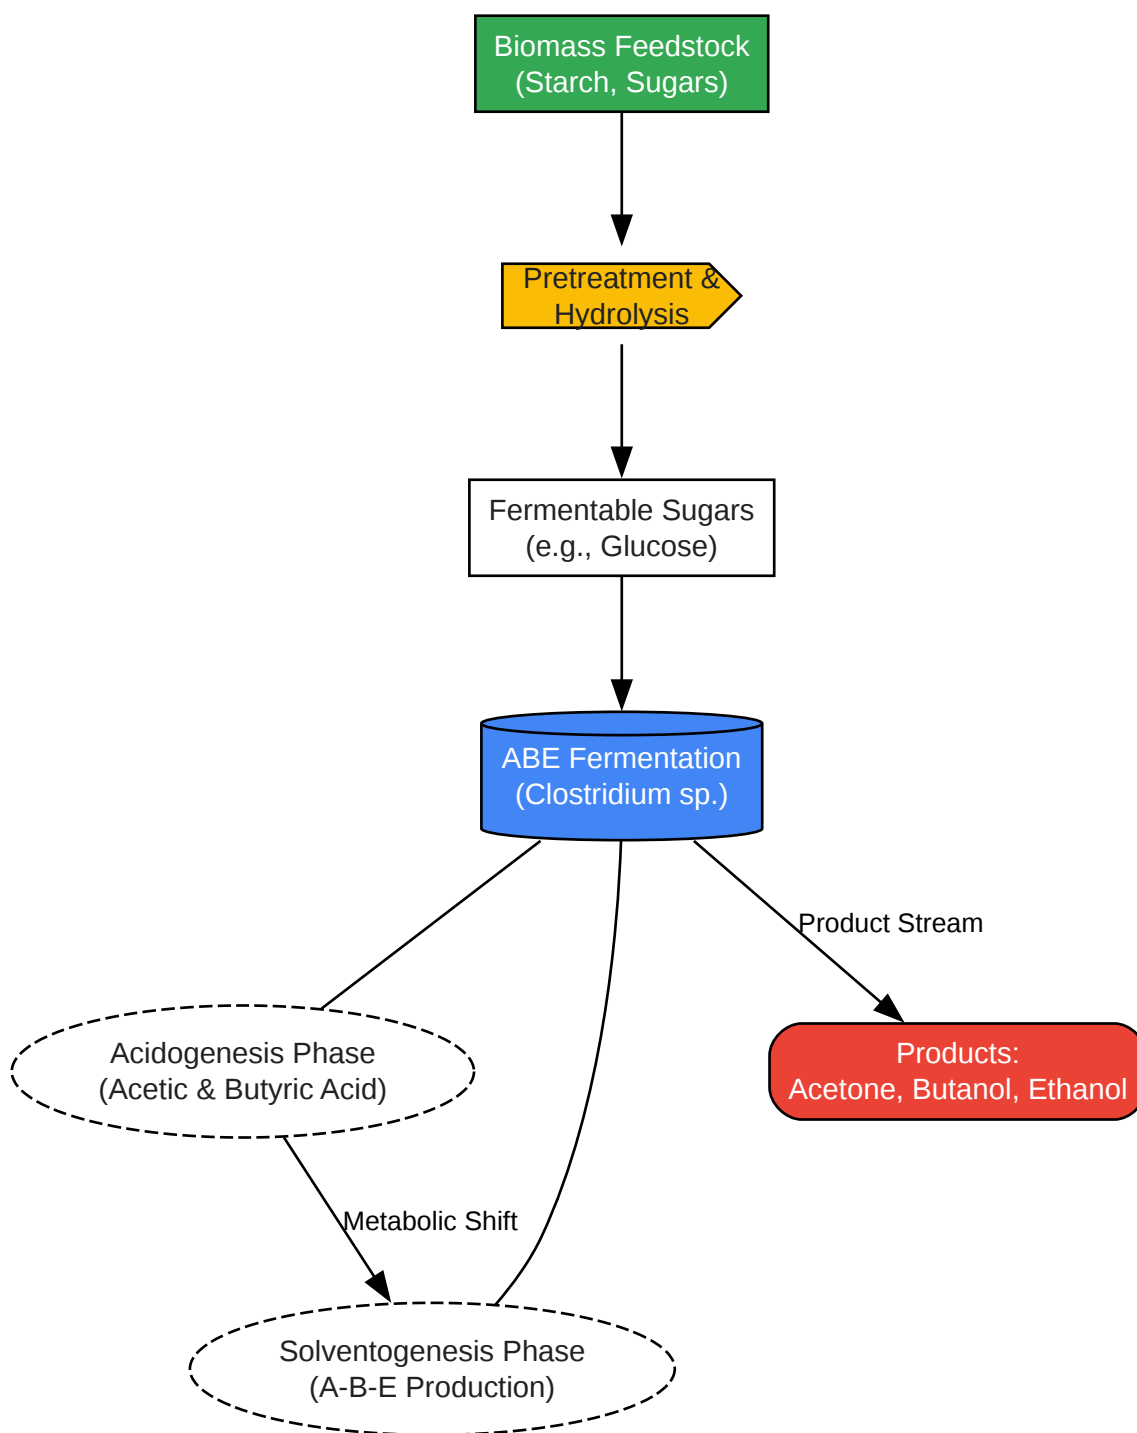 Biomass Feedstock
(Starch, Sugars)
Pretreatment &
Hydrolysis
Fermentable Sugars
(e.g., Glucose)
ABE Fermentation
(Clostridium sp.)
Product Stream
Acidogenesis Phase
(Acetic & Butyric Acid)
Products:
Acetone, Butanol, Ethanol
Metabolic Shift
Solventogenesis Phase
(A-B-E Production)